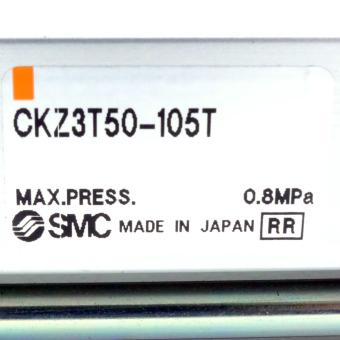 CKZ3T50-105T
MAX.PRESS. 0.8MPa
SMC MADE IN JAPAN RR